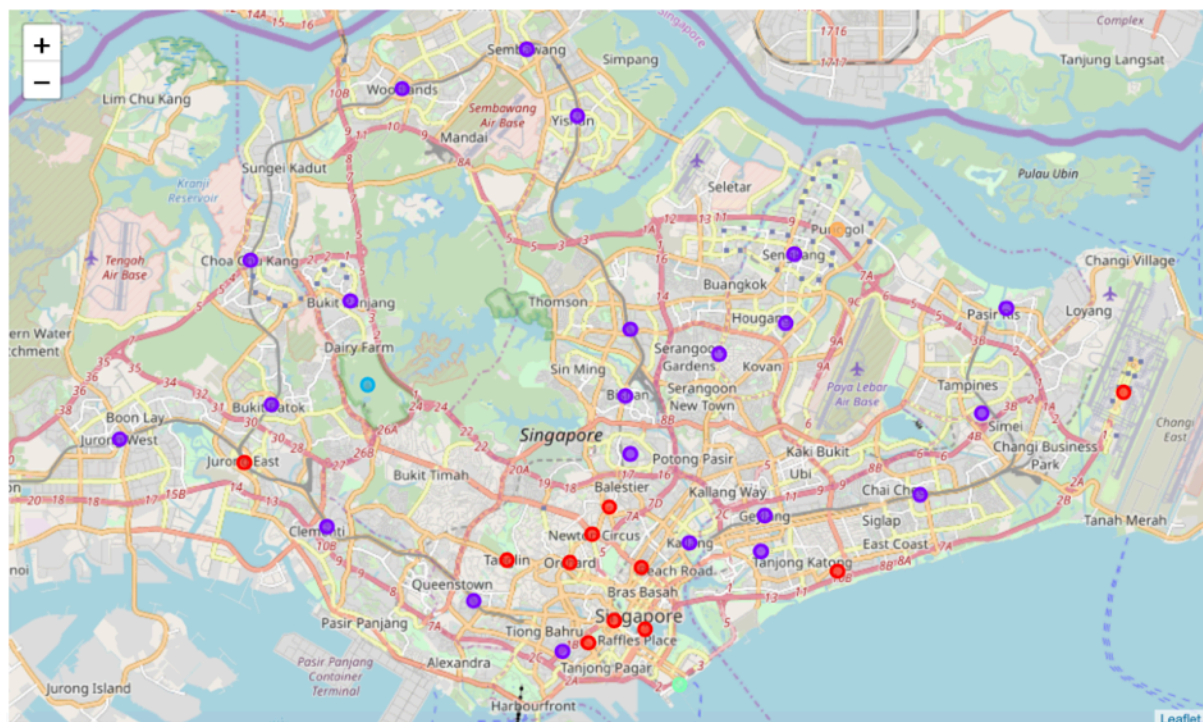 +
−
Complex
1716
1717
Tanjung Langsat
Singapore
Sembawang
Simpang
Lim Chu Kang
10B
Woodlands
Sembawang
Air Base
Yishun
Mandai
Sungei Kadut
8A
Kranji
Reservoir
Seletar
Pulau Ubin
Punggol
Tengah
Air Base
Choa Chu Kang
Sengkang
Buangkok
7A
Changi Village
Bukit Panjang
Thomson
9C
Hougang
Pasir Ris
Loyang
ern Water
tchment
Dairy Farm
Serangoon
Gardens
Kovan
Sin Ming
Paya Lebar
Air Base
Tampines
Boon Lay
Bukit Batok
Bishan
Serangoon
New Town
Simei
Changi
East
Jurong West
Singapore
Kaki Bukit
Changi Business
Park
Jurong East
Bukit Timah
Potong Pasir
Ubi
Balestier
Kallang Way
Chai Chee
Clementi
Newton Circus
Geylang
Siglap
Tanah Merah
Tanglin
Orchard
Kallang
East Coast
Beach Road
Tanjong Katong
Queenstown
Bras Basah
Singapore
Pasir Panjang
Tiong Bahru
Raffles Place
Alexandra
Tanjong Pagar
Pasir Panjang
Container
Terminal
Jurong Island
Harbourfront
Leaflet